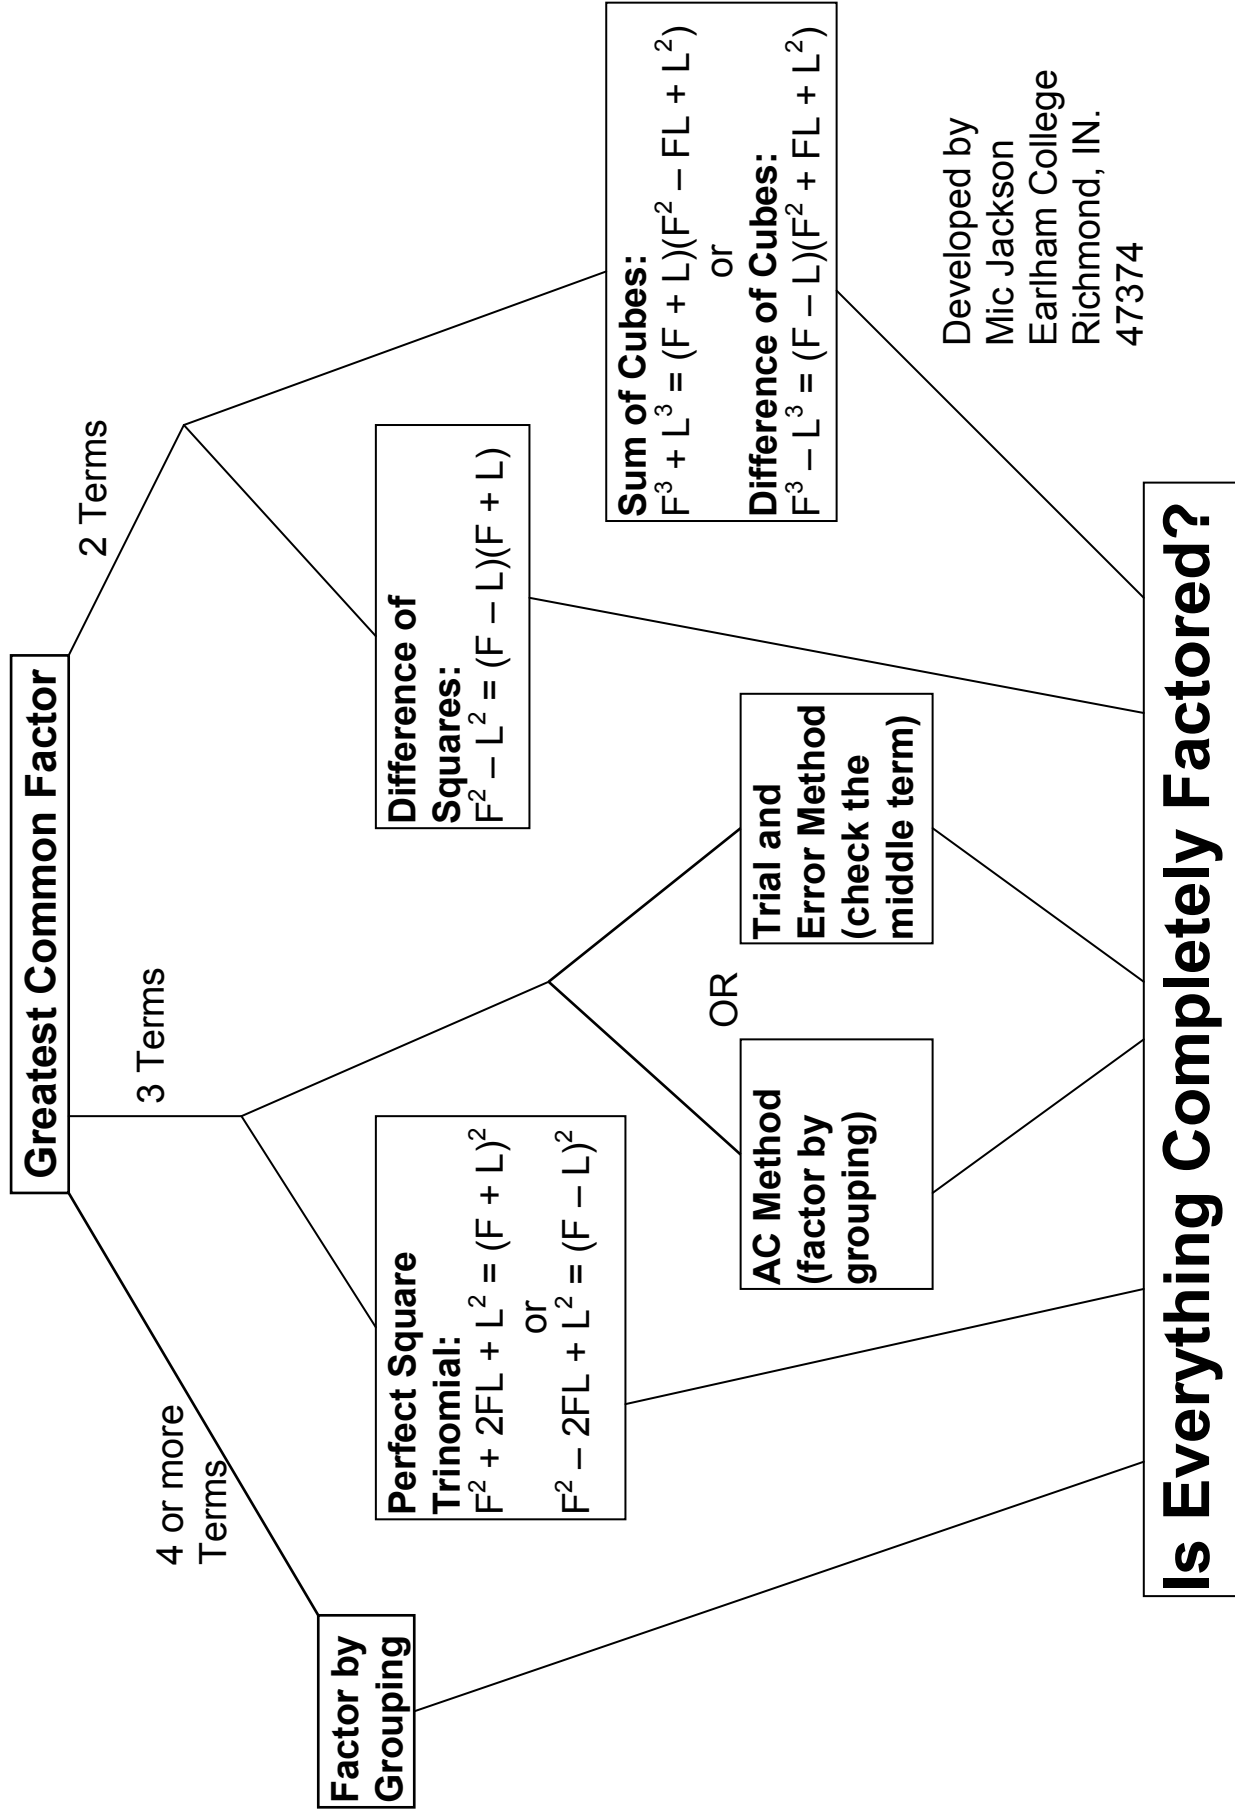 Greatest Common Factor
4 or more
Terms
3 Terms
2 Terms
Factor by
Grouping
Perfect Square
Trinomial:
F² + 2FL + L² = (F + L)²
or
F² – 2FL + L² = (F – L)²
Difference of
Squares:
F² – L² = (F – L)(F + L)
Sum of Cubes:
F³ + L³ = (F + L)(F² – FL + L²)
or
Difference of Cubes:
F³ – L³ = (F – L)(F² + FL + L²)
AC Method
(factor by
grouping)
OR
Trial and
Error Method
(check the
middle term)
Developed by
Mic Jackson
Earlham College
Richmond, IN.
47374
Is Everything Completely Factored?